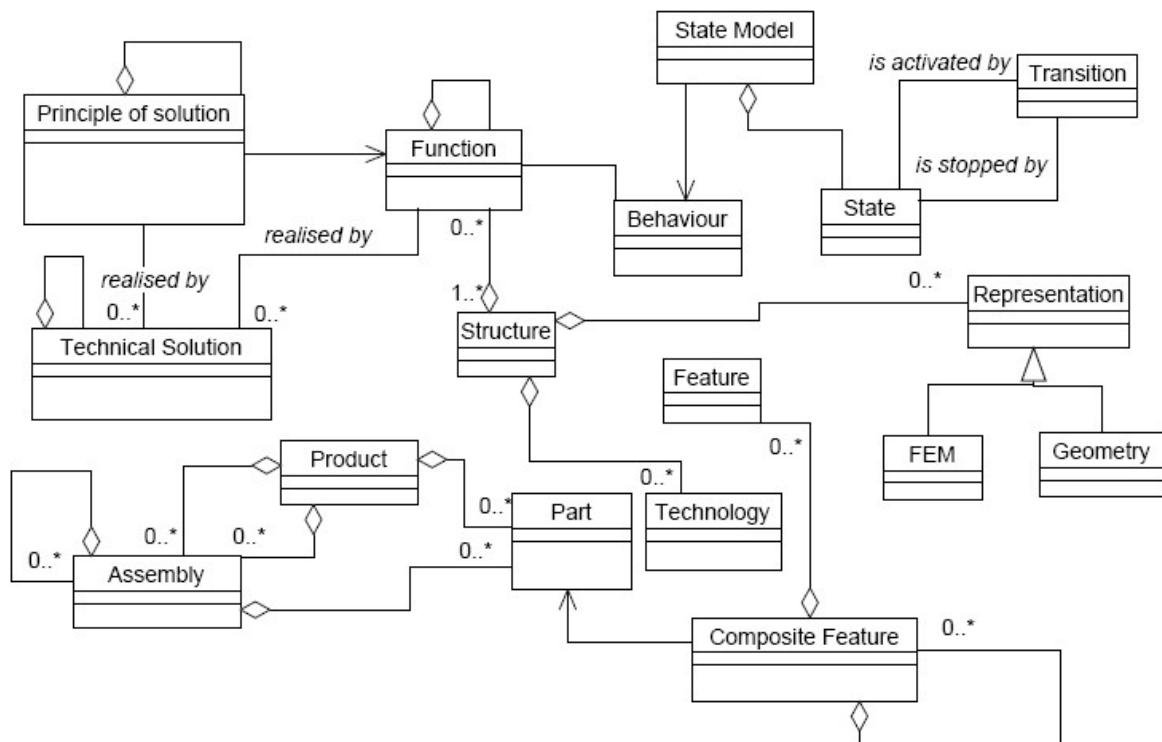 State Model
is activated by
Transition
Principle of solution
Function
is stopped by
State
Behaviour
realised by
0..*
realised by
0..*
0..*
1..*
0..*
Representation
Technical Solution
Structure
Feature
0..*
FEM
Geometry
Product
0..*
Technology
0..*
Part
0..*
0..*
0..*
0..*
Assembly
Composite Feature
0..*